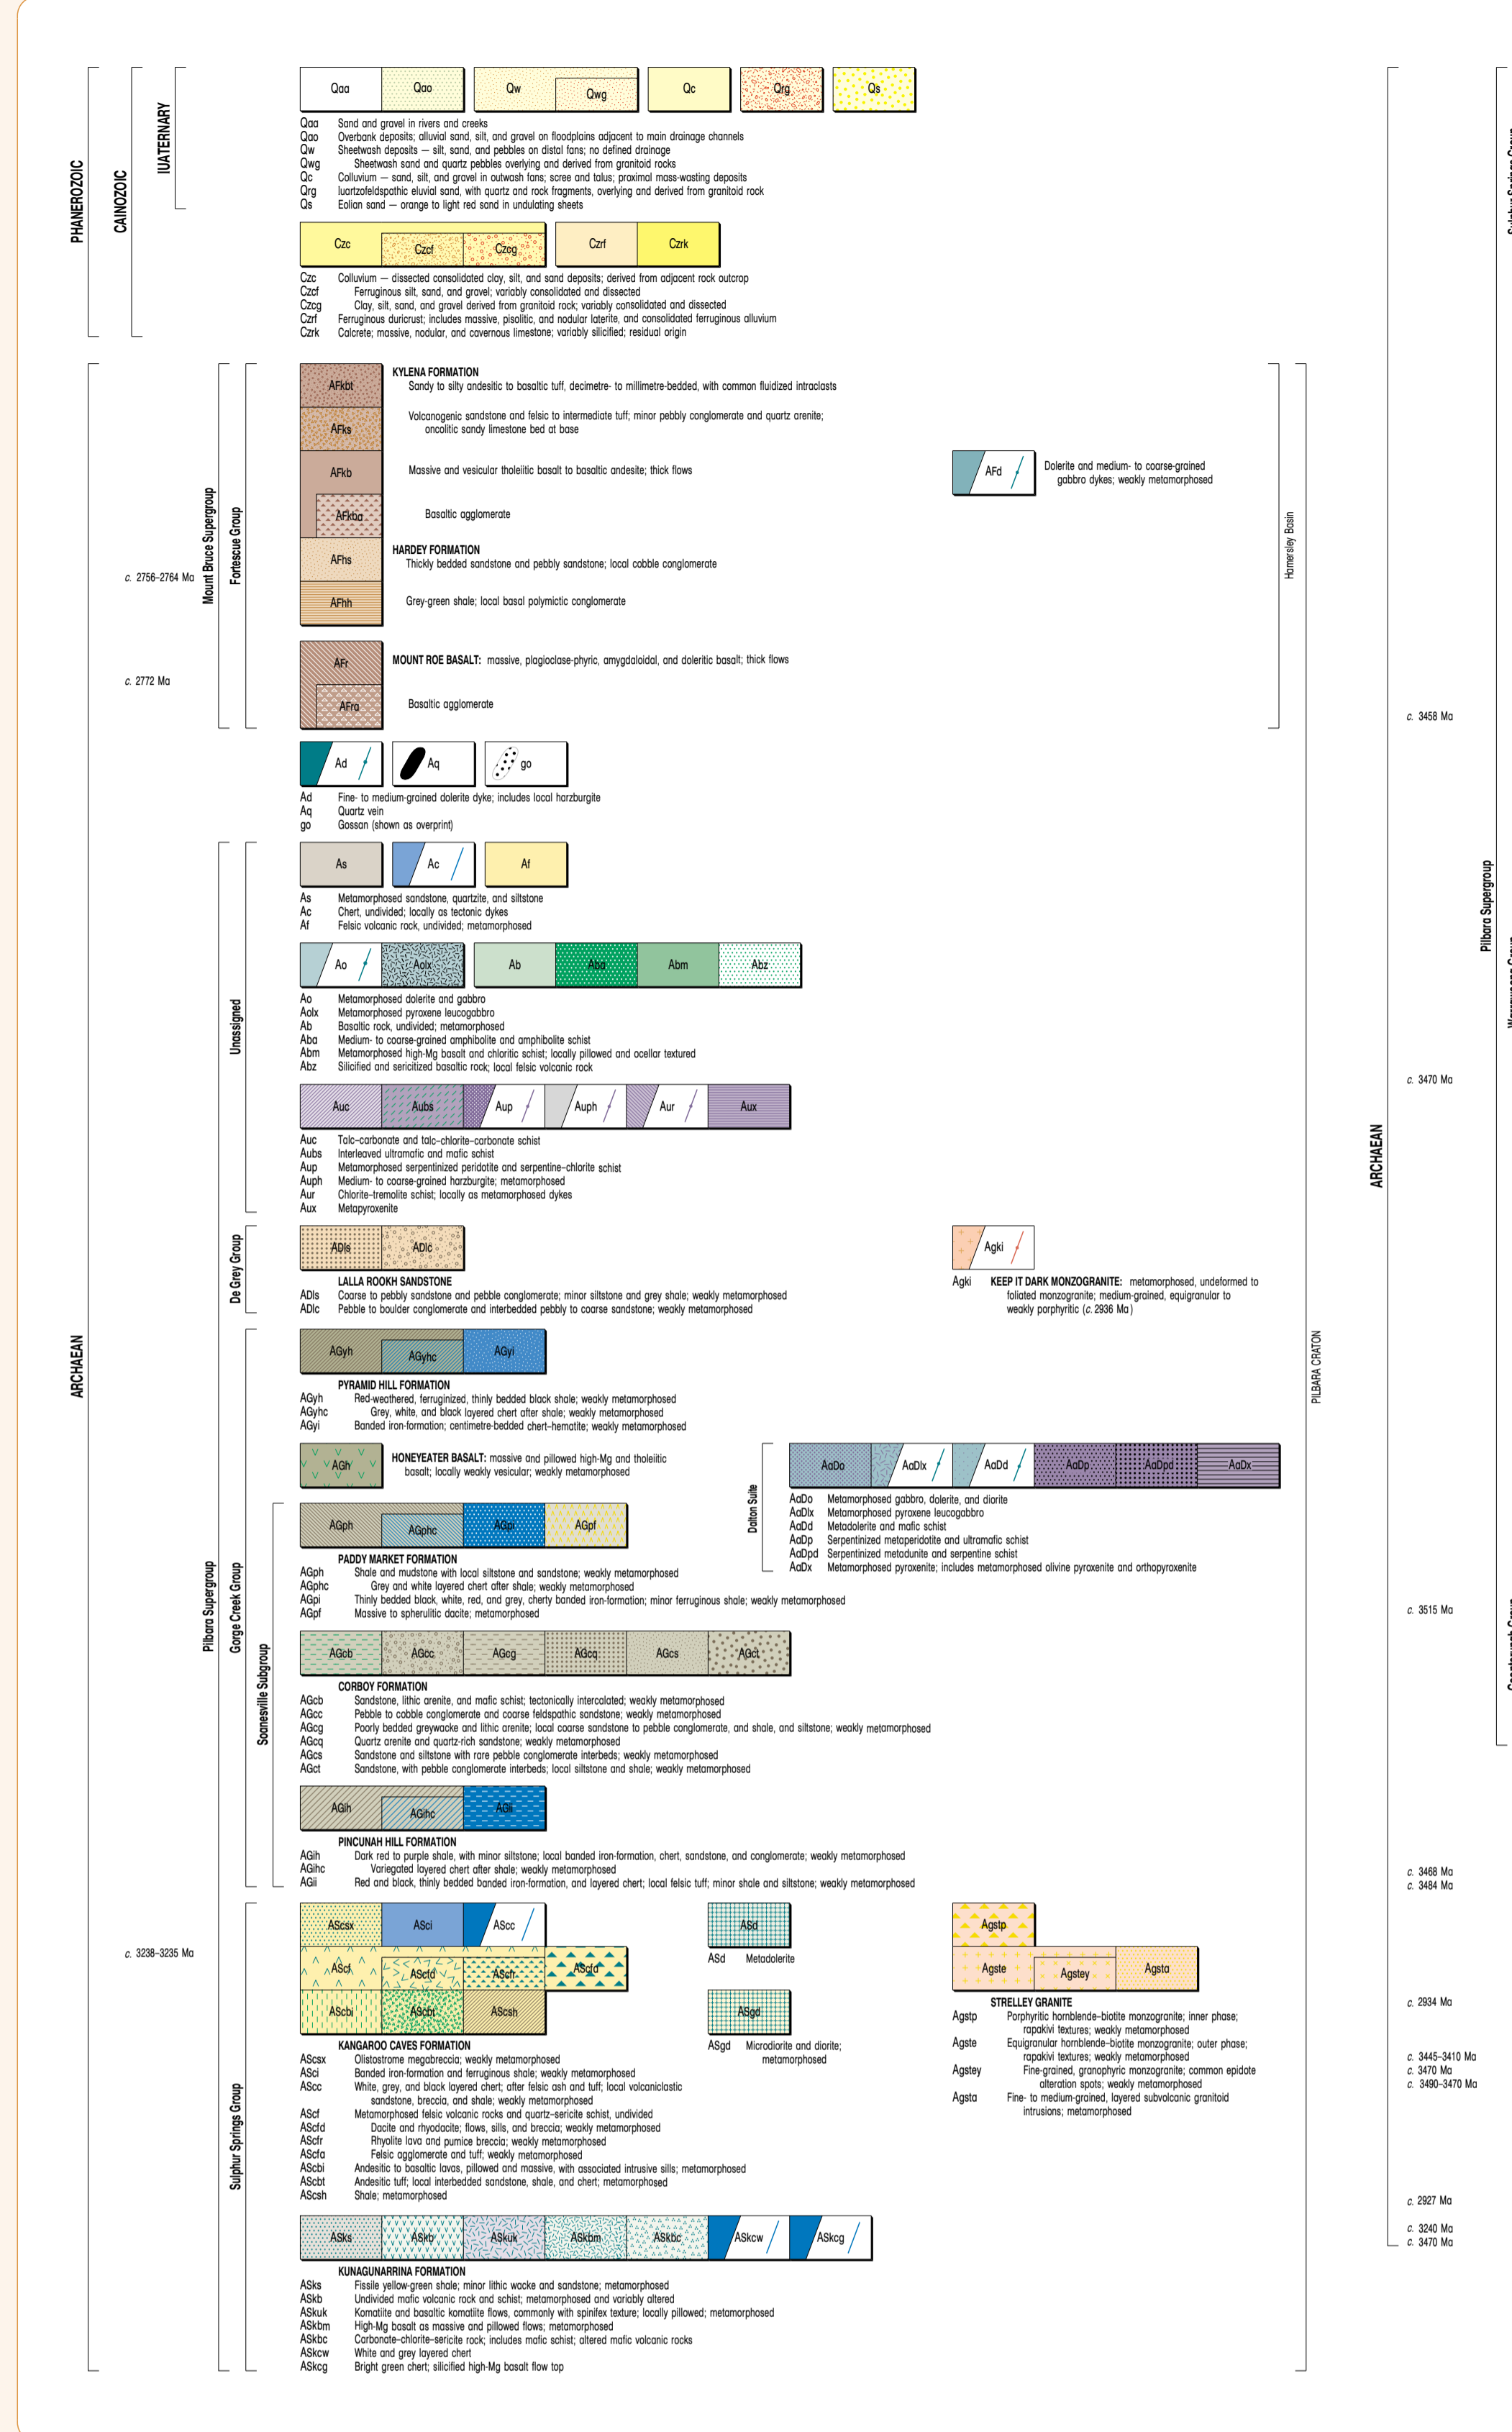 Qaa Qao Qw Qwg Qc Qrg Qs
PHANEROZOIC
CAINOZOIC
IUATERNARY
Qaa Sand and gravel in rivers and creeks
Qao Overbank deposits; alluvial sand, silt, and gravel on floodplains adjacent to main drainage channels
Qw Sheetwash deposits — silt, sand, and pebbles on distal fans; no defined drainage
Qwg Sheetwash sand and quartz pebbles overlying and derived from granitoid rocks
Qc Colluvium — sand, silt, and gravel in outwash fans; scree and talus; proximal mass-wasting deposits
Qrg Iuartzofeldspathic eluvial sand, with quartz and rock fragments, overlying and derived from granitoid rock
Qs Eolian sand — orange to light red sand in undulating sheets
Czc Czcf Czcg Czrf Czrk
Czc Colluvium — dissected consolidated clay, silt, and sand deposits; derived from adjacent rock outcrop
Czcf Ferruginous silt, sand, and gravel; variably consolidated and dissected
Czcg Clay, silt, sand, and gravel derived from granitoid rock; variably consolidated and dissected
Czrf Ferruginous duricrust; includes massive, pisolitic, and nodular laterite, and consolidated ferruginous alluvium
Czrk Calcrete; massive, nodular, and cavernous limestone; variably silicified; residual origin
ARCHAEAN
Mount Bruce Supergroup
Fortescue Group
KYLENA FORMATION
AFkbt Sandy to silty andesitic to basaltic tuff, decimetre- to millimetre-bedded, with common fluidized intraclasts
AFks Volcanogenic sandstone and felsic to intermediate tuff; minor pebbly conglomerate and quartz arenite;
oncolitic sandy limestone bed at base
AFkb Massive and vesicular tholeiitic basalt to basaltic andesite; thick flows
AFd Dolerite and medium- to coarse-grained
gabbro dykes; weakly metamorphosed
AFkba Basaltic agglomerate
Hamersley Basin
HARDEY FORMATION
AFhs Thickly bedded sandstone and pebbly sandstone; local cobble conglomerate
c. 2756–2764 Ma
AFhh Grey-green shale; local basal polymictic conglomerate
AFr MOUNT ROE BASALT: massive, plagioclase-phyric, amygdaloidal, and doleritic basalt; thick flows
c. 2772 Ma
AFra Basaltic agglomerate
Ad Aq go
Ad Fine- to medium-grained dolerite dyke; includes local harzburgite
Aq Quartz vein
go Gossan (shown as overprint)
Unassigned
As Ac Af
As Metamorphosed sandstone, quartzite, and siltstone
Ac Chert, undivided; locally as tectonic dykes
Af Felsic volcanic rock, undivided; metamorphosed
Ao Aolx Ab Aba Abm Abz
Ao Metamorphosed dolerite and gabbro
Aolx Metamorphosed pyroxene leucogabbro
Ab Basaltic rock, undivided; metamorphosed
Aba Medium- to coarse-grained amphibolite and amphibolite schist
Abm Metamorphosed high-Mg basalt and chloritic schist; locally pillowed and ocellar textured
Abz Silicified and sericitized basaltic rock; local felsic volcanic rock
Auc Aubs Aup Auph Aur Aux
Auc Talc–carbonate and talc–chlorite–carbonate schist
Aubs Interleaved ultramafic and mafic schist
Aup Metamorphosed serpentinized peridotite and serpentine–chlorite schist
Auph Medium- to coarse-grained harzburgite; metamorphosed
Aur Chlorite–tremolite schist; locally as metamorphosed dykes
Aux Metapyroxenite
De Grey Group
ADls ADlc
LALLA ROOKH SANDSTONE
ADls Coarse to pebbly sandstone and pebble conglomerate; minor siltstone and grey shale; weakly metamorphosed
ADlc Pebble to boulder conglomerate and interbedded pebbly to coarse sandstone; weakly metamorphosed
Agki
Agki KEEP IT DARK MONZOGRANITE: metamorphosed, undeformed to
foliated monzogranite; medium-grained, equigranular to
weakly porphyritic (c. 2936 Ma)
PILBARA CRATON
Pilbara Supergroup
Gorge Creek Group
AGyh AGyhc AGyi
PYRAMID HILL FORMATION
AGyh Red-weathered, ferruginized, thinly bedded black shale; weakly metamorphosed
AGyhc Grey, white, and black layered chert after shale; weakly metamorphosed
AGyi Banded iron-formation; centimetre-bedded chert–hematite; weakly metamorphosed
AGh HONEYEATER BASALT: massive and pillowed high-Mg and tholeiitic
basalt; locally weakly vesicular; weakly metamorphosed
Dalton Suite
AaDo AaDlx AaDd AaDp AaDpd AaDx
AaDo Metamorphosed gabbro, dolerite, and diorite
AaDlx Metamorphosed pyroxene leucogabbro
AaDd Metadolerite and mafic schist
AaDp Serpentinized metaperidotite and ultramafic schist
AaDpd Serpentinized metadunite and serpentine schist
AaDx Metamorphosed pyroxenite; includes metamorphosed olivine pyroxenite and orthopyroxenite
Soanesville Subgroup
AGph AGphc AGpi AGpf
PADDY MARKET FORMATION
AGph Shale and mudstone with local siltstone and sandstone; weakly metamorphosed
AGphc Grey and white layered chert after shale; weakly metamorphosed
AGpi Thinly bedded black, white, red, and grey, cherty banded iron-formation; minor ferruginous shale; weakly metamorphosed
AGpf Massive to spherulitic dacite; metamorphosed
AGcb AGcc AGcg AGcq AGcs AGct
CORBOY FORMATION
AGcb Sandstone, lithic arenite, and mafic schist; tectonically intercalated; weakly metamorphosed
AGcc Pebble to cobble conglomerate and coarse feldspathic sandstone; weakly metamorphosed
AGcg Poorly bedded greywacke and lithic arenite; local coarse sandstone to pebble conglomerate, and shale, and siltstone; weakly metamorphosed
AGcq Quartz arenite and quartz-rich sandstone; weakly metamorphosed
AGcs Sandstone and siltstone with rare pebble conglomerate interbeds; weakly metamorphosed
AGct Sandstone, with pebble conglomerate interbeds; local siltstone and shale; weakly metamorphosed
AGih AGihc AGii
PINCUNAH HILL FORMATION
AGih Dark red to purple shale, with minor siltstone; local banded iron-formation, chert, sandstone, and conglomerate; weakly metamorphosed
AGihc Variegated layered chert after shale; weakly metamorphosed
AGii Red and black, thinly bedded banded iron-formation, and layered chert; local felsic tuff; minor shale and siltstone; weakly metamorphosed
Sulphur Springs Group
c. 3238–3235 Ma
AScsx ASci AScc
AScf AScfd AScfr AScfa
AScbi AScbt AScsh
KANGAROO CAVES FORMATION
AScsx Olistostrome megabreccia; weakly metamorphosed
ASci Banded iron-formation and ferruginous shale; weakly metamorphosed
AScc White, grey, and black layered chert; after felsic ash and tuff; local volcaniclastic
sandstone, breccia, and shale; weakly metamorphosed
AScf Metamorphosed felsic volcanic rocks and quartz–sericite schist, undivided
AScfd Dacite and rhyodacite; flows, sills, and breccia; weakly metamorphosed
AScfr Rhyolite lava and pumice breccia; weakly metamorphosed
AScfa Felsic agglomerate and tuff; weakly metamorphosed
AScbi Andesitic to basaltic lavas, pillowed and massive, with associated intrusive sills; metamorphosed
AScbt Andesitic tuff; local interbedded sandstone, shale, and chert; metamorphosed
AScsh Shale; metamorphosed
ASd
ASd Metadolerite
ASgd
ASgd Microdiorite and diorite;
metamorphosed
Agstp
Agste Agstey Agsta
STRELLEY GRANITE
Agstp Porphyritic hornblende–biotite monzogranite; inner phase;
rapakivi textures; weakly metamorphosed
Agste Equigranular hornblende–biotite monzogranite; outer phase;
rapakivi textures; weakly metamorphosed
Agstey Fine-grained, granophyric monzogranite; common epidote
alteration spots; weakly metamorphosed
Agsta Fine- to medium-grained, layered subvolcanic granitoid
intrusions; metamorphosed
ASks ASkb ASkuk ASkbm ASkbc ASkcw ASkcg
KUNAGUNARRINA FORMATION
ASks Fissile yellow-green shale; minor lithic wacke and sandstone; metamorphosed
ASkb Undivided mafic volcanic rock and schist; metamorphosed and variably altered
ASkuk Komatiite and basaltic komatiite flows, commonly with spinifex texture; locally pillowed; metamorphosed
ASkbm High-Mg basalt as massive and pillowed flows; metamorphosed
ASkbc Carbonate–chlorite–sericite rock; includes mafic schist; altered mafic volcanic rocks
ASkcw White and grey layered chert
ASkcg Bright green chert; silicified high-Mg basalt flow top
ARCHAEAN
Pilbara Supergroup
c. 3458 Ma
c. 3470 Ma
c. 3515 Ma
c. 3468 Ma
c. 3484 Ma
c. 2934 Ma
c. 3445–3410 Ma
c. 3470 Ma
c. 3490–3470 Ma
c. 2927 Ma
c. 3240 Ma
c. 3470 Ma